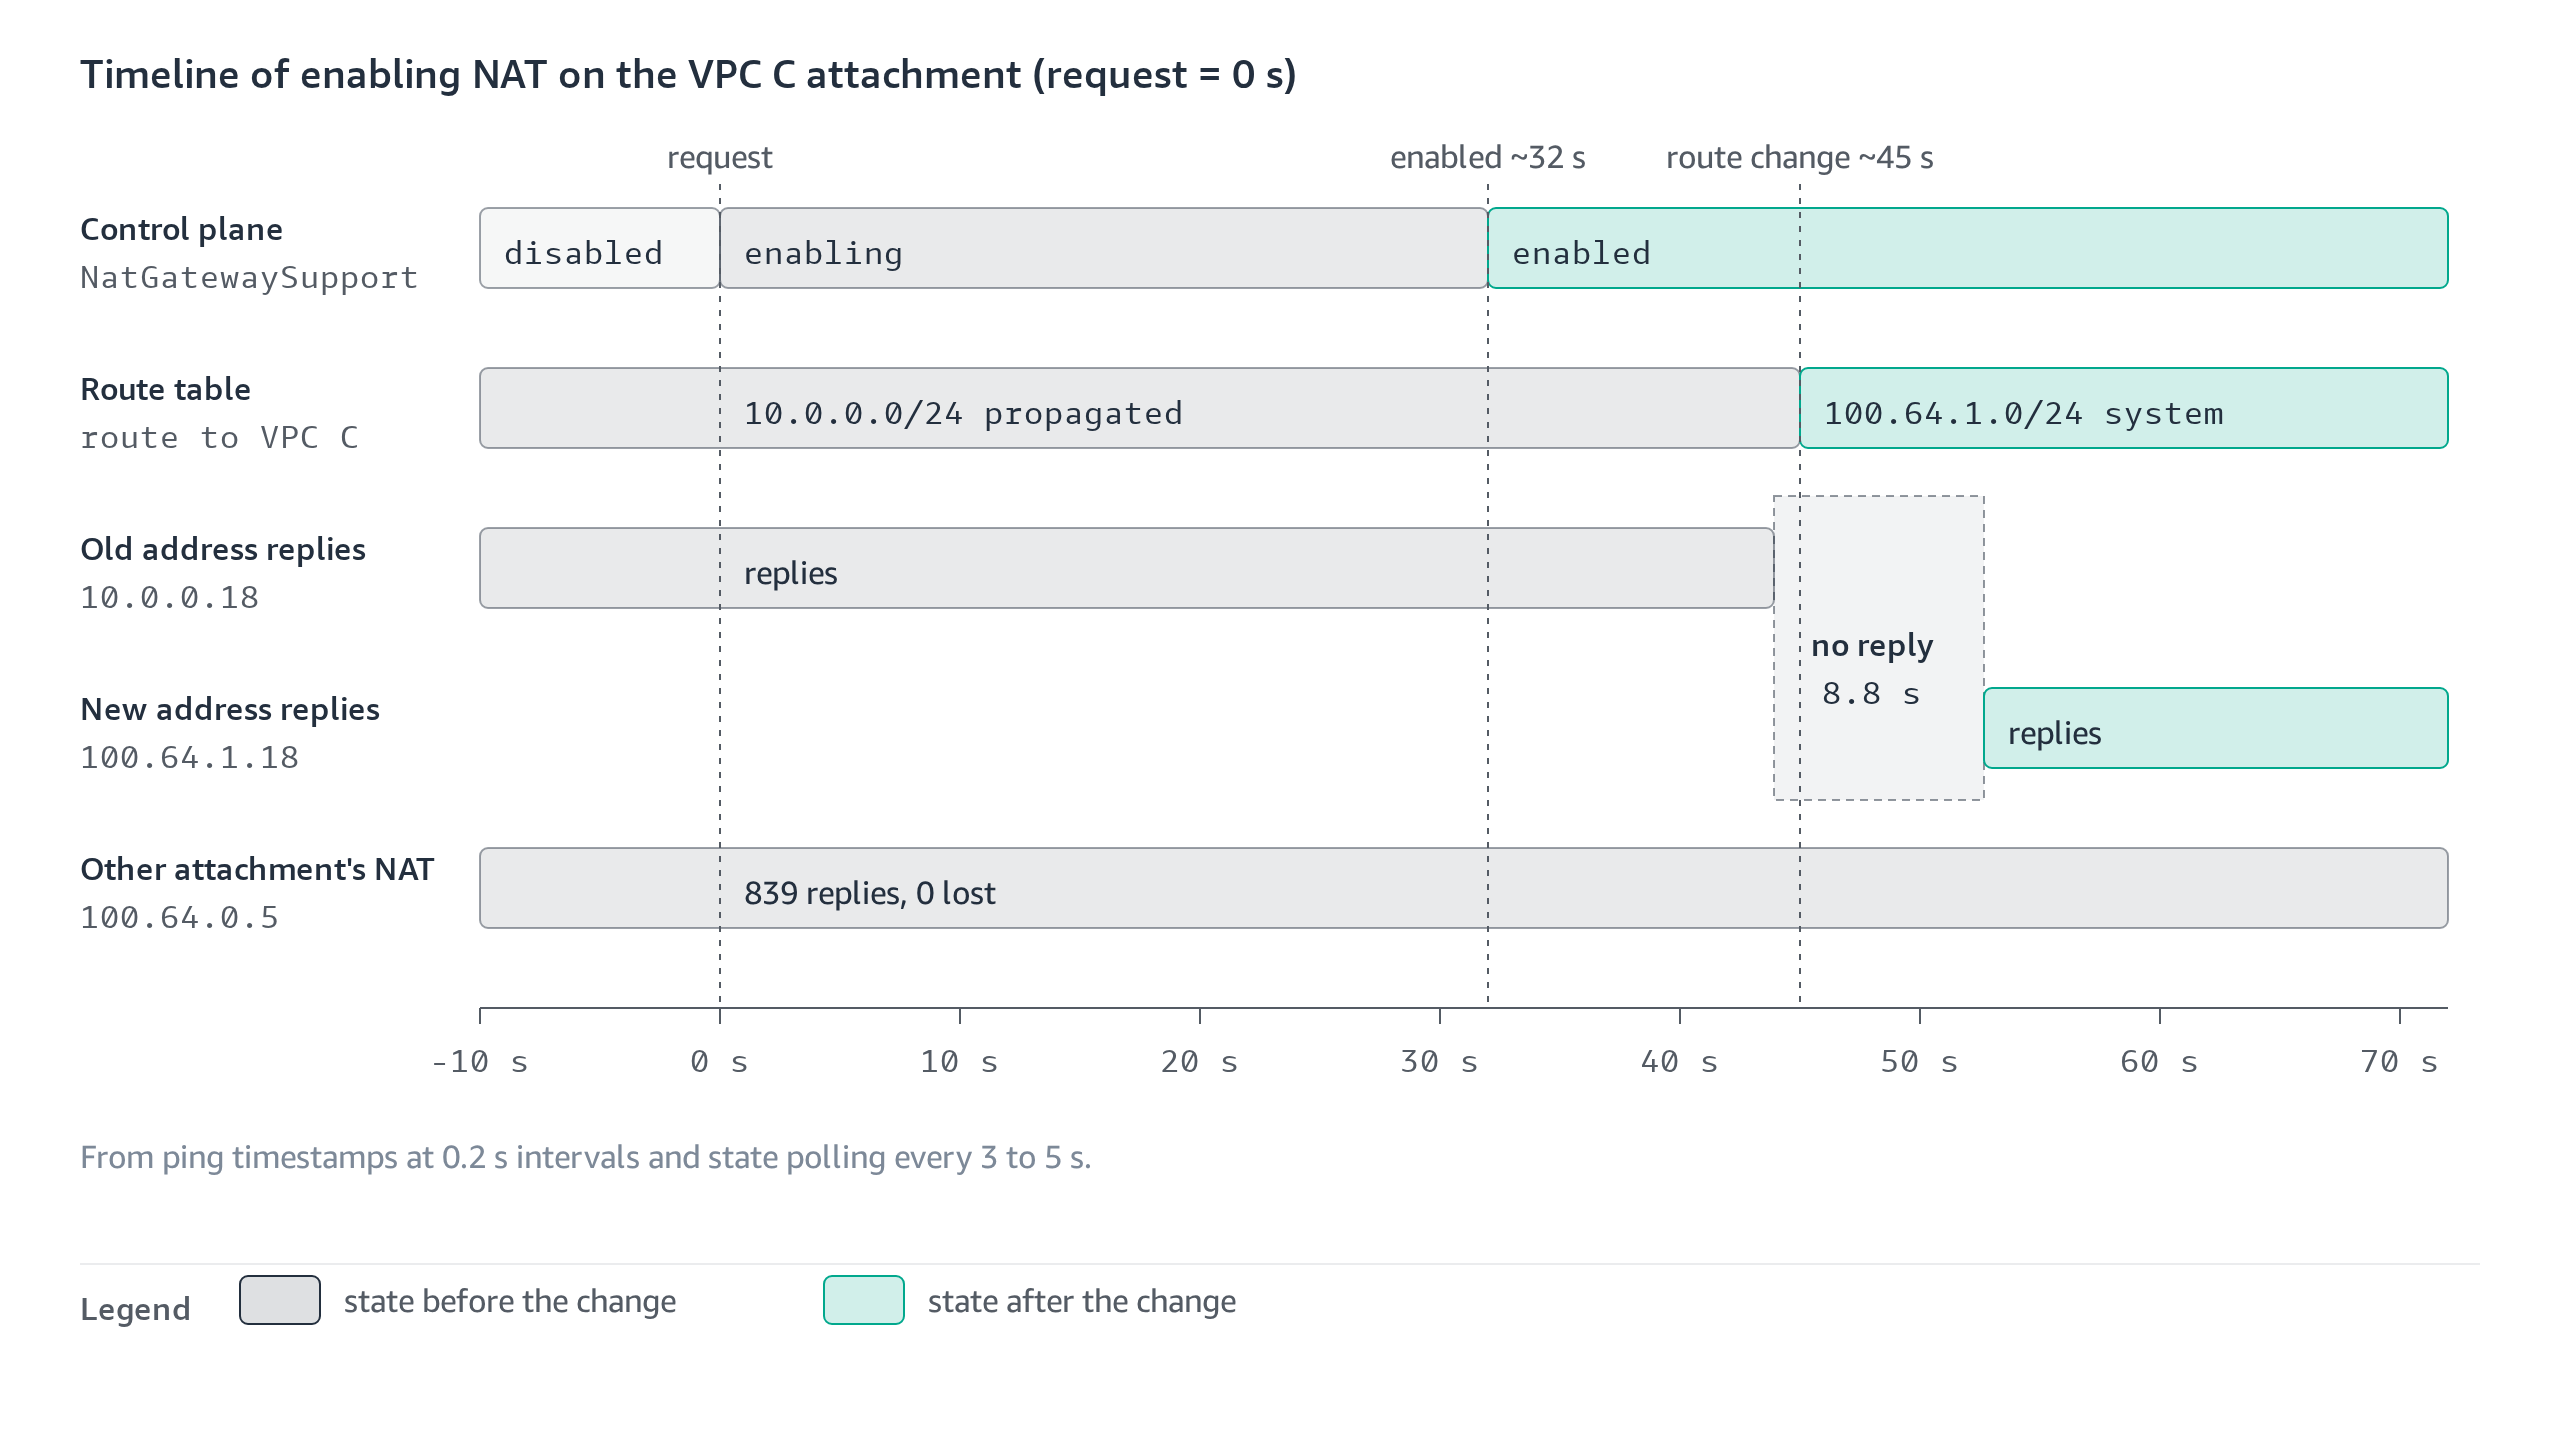 Timeline of enabling NAT on the VPC C attachment (request = 0 s)
request
enabled ~32 s
route change ~45 s
Control plane
NatGatewaySupport
disabled
enabling
enabled
Route table
route to VPC C
10.0.0.0/24 propagated
100.64.1.0/24 system
Old address replies
10.0.0.18
replies
no reply
8.8 s
New address replies
100.64.1.18
replies
Other attachment's NAT
100.64.0.5
839 replies, 0 lost
-10 s
0 s
10 s
20 s
30 s
40 s
50 s
60 s
70 s
From ping timestamps at 0.2 s intervals and state polling every 3 to 5 s.
Legend
state before the change
state after the change